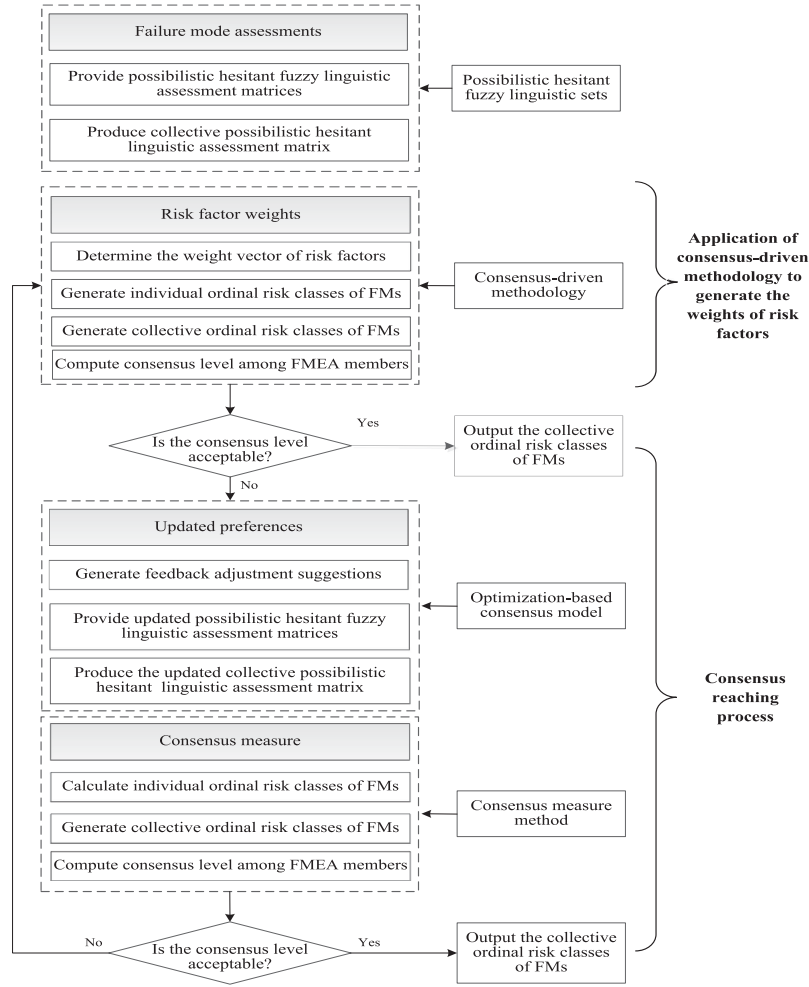 Failure mode assessments
Provide possibilistic hesitant fuzzy linguistic
assessment matrices
Produce collective possibilistic hesitant
linguistic assessment matrix
Possibilistic hesitant
fuzzy linguistic sets
Risk factor weights
Determine the weight vector of risk factors
Generate individual ordinal risk classes of FMs
Generate collective ordinal risk classes of FMs
Compute consensus level among FMEA members
Consensus-driven
methodology
Application of
consensus-driven
methodology to
generate the
weights of risk
factors
Is the consensus level
acceptable?
Yes
No
Output the collective
ordinal risk classes
of FMs
Updated preferences
Generate feedback adjustment suggestions
Provide updated possibilistic hesitant fuzzy
linguistic assessment matrices
Produce the updated collective possibilistic
hesitant linguistic assessment matrix
Optimization-based
consensus model
Consensus
reaching
process
Consensus measure
Calculate individual ordinal risk classes of FMs
Generate collective ordinal risk classes of FMs
Compute consensus level among FMEA members
Consensus measure
method
No
Is the consensus level
acceptable?
Yes
Output the collective
ordinal risk classes
of FMs